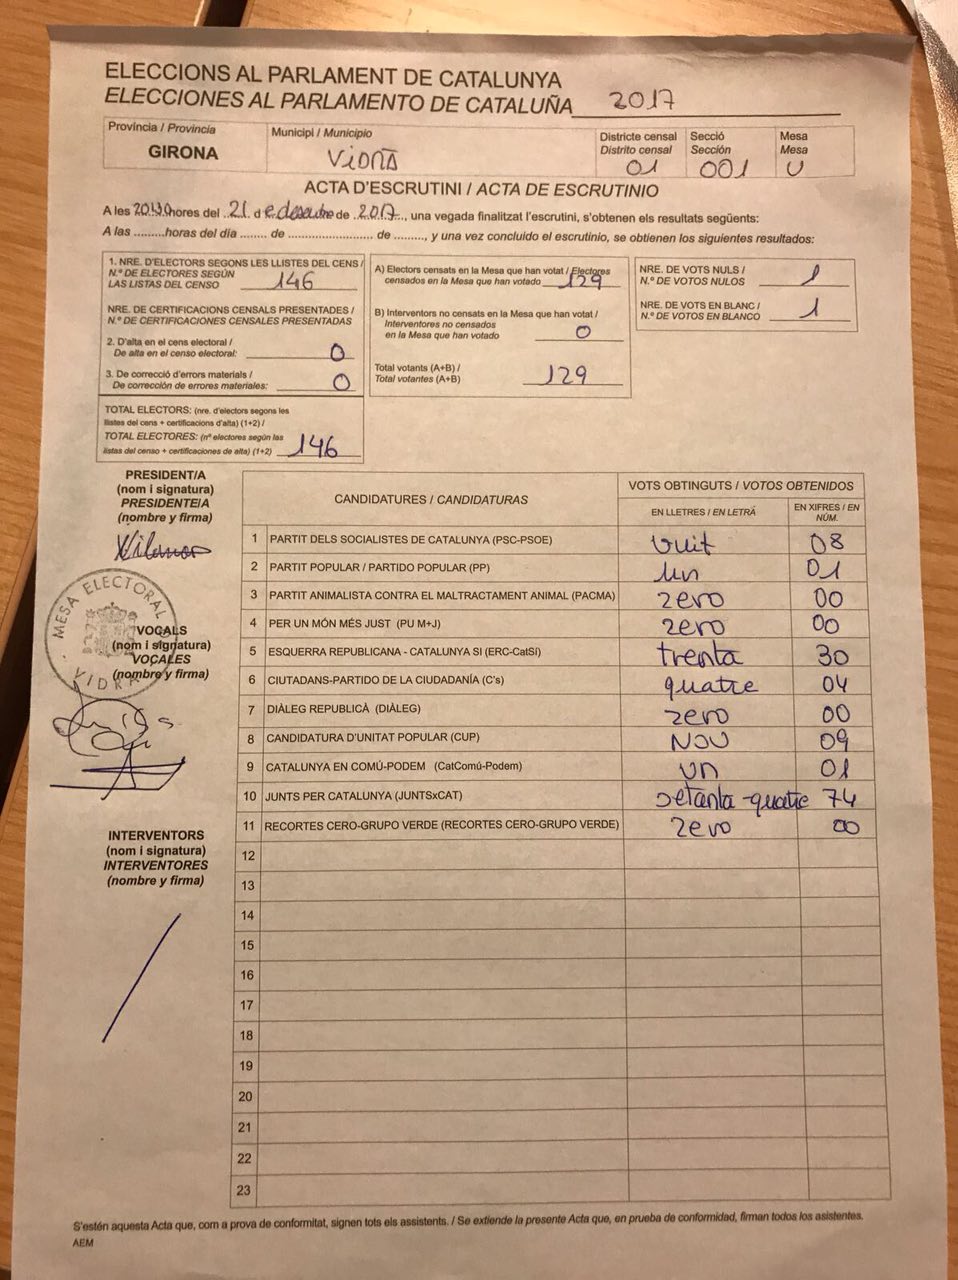 ELECCIONS AL PARLAMENT DE CATALUNYA
ELECCIONES AL PARLAMENTO DE CATALUÑA 2017
Província / Provincia
GIRONA
Municipi / Municipio
VIDRÀ
Districte censal
Distrito censal
01
Secció
Sección
001
Mesa
Mesa
U
ACTA D'ESCRUTINI / ACTA DE ESCRUTINIO
A les hores del 21 de desembre de 2017, una vegada finalitzat l'escrutini, s'obtenen els resultats següents:
A las .........horas del día ........ de ......................... de ........., y una vez concluido el escrutinio, se obtienen los siguientes resultados:
1. NRE. D'ELECTORS SEGONS LES LLISTES DEL CENS /
N.º DE ELECTORES SEGÚN
LAS LISTAS DEL CENSO 146
NRE. DE CERTIFICACIONS CENSALS PRESENTADES /
N.º DE CERTIFICACIONES CENSALES PRESENTADAS
2. D'alta en el cens electoral /
De alta en el censo electoral: 0
3. De correcció d'errors materials /
De corrección de errores materiales: 0
TOTAL ELECTORS: (nre. d'electors segons les
llistes del cens + certificacions d'alta) (1+2) /
TOTAL ELECTORES: (nº electores según las
listas del censo + certificaciones de alta) (1+2) 146
A) Electors censats en la Mesa que han votat / Electores
censados en la Mesa que han votado 129
B) Interventors no censats en la Mesa que han votat /
Interventores no censados
en la Mesa que han votado 0
Total votants (A+B) /
Total votantes (A+B) 129
NRE. DE VOTS NULS /
N.º DE VOTOS NULOS 1
NRE. DE VOTS EN BLANC /
N.º DE VOTOS EN BLANCO 1
PRESIDENT/A
(nom i signatura)
PRESIDENTE/A
(nombre y firma)
MESA ELECTORAL
VIDRÀ
VOCALS
(nom i signatura)
VOCALES
(nombre y firma)
INTERVENTORS
(nom i signatura)
INTERVENTORES
(nombre y firma)
CANDIDATURES / CANDIDATURAS
VOTS OBTINGUTS / VOTOS OBTENIDOS
EN LLETRES / EN LETRA
EN XIFRES / EN
NÚM.
1 PARTIT DELS SOCIALISTES DE CATALUNYA (PSC-PSOE) vuit 08
2 PARTIT POPULAR / PARTIDO POPULAR (PP) un 01
3 PARTIT ANIMALISTA CONTRA EL MALTRACTAMENT ANIMAL (PACMA) zero 00
4 PER UN MÓN MÉS JUST (PU M+J) zero 00
5 ESQUERRA REPUBLICANA - CATALUNYA SI (ERC-CatSí) trenta 30
6 CIUTADANS-PARTIDO DE LA CIUDADANÍA (C's) quatre 04
7 DIÀLEG REPUBLICÀ (DIÀLEG) zero 00
8 CANDIDATURA D'UNITAT POPULAR (CUP) NOU 09
9 CATALUNYA EN COMÚ-PODEM (CatComú-Podem) un 01
10 JUNTS PER CATALUNYA (JUNTSxCAT) setanta-quatre 74
11 RECORTES CERO-GRUPO VERDE (RECORTES CERO-GRUPO VERDE) zero 00
12
13
14
15
16
17
18
19
20
21
22
23
S'estén aquesta Acta que, com a prova de conformitat, signen tots els assistents. / Se extiende la presente Acta que, en prueba de conformidad, firman todos los asistentes.
AEM